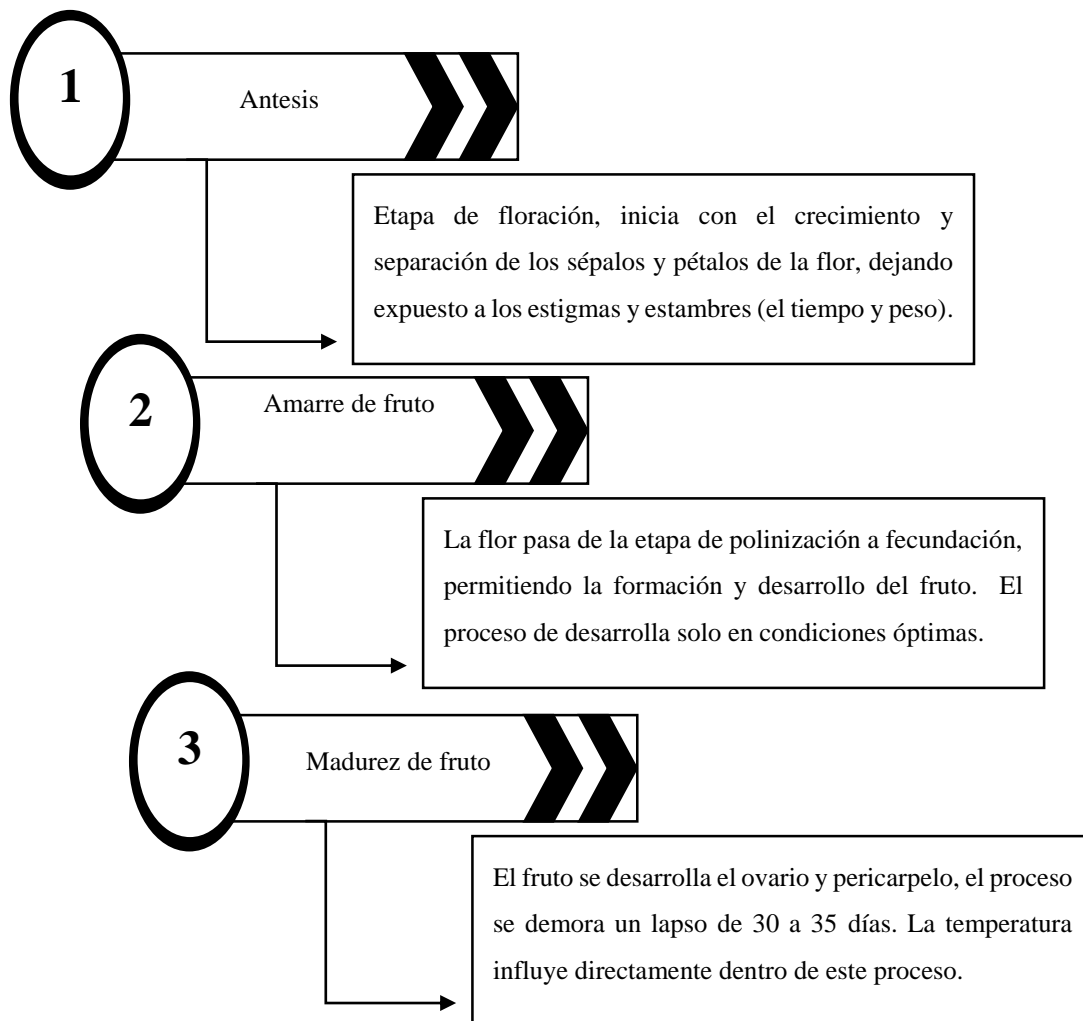 1
Antesis
Etapa de floración, inicia con el crecimiento y
separación de los sépalos y pétalos de la flor, dejando
expuesto a los estigmas y estambres (el tiempo y peso).
2
Amarre de fruto
La flor pasa de la etapa de polinización a fecundación,
permitiendo la formación y desarrollo del fruto. El
proceso de desarrolla solo en condiciones óptimas.
3
Madurez de fruto
El fruto se desarrolla el ovario y pericarpelo, el proceso
se demora un lapso de 30 a 35 días. La temperatura
influye directamente dentro de este proceso.